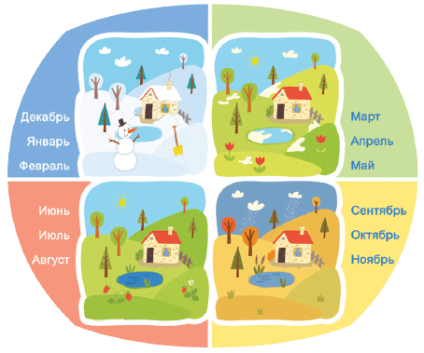 Декабрь
Январь
Февраль
Март
Апрель
Май
Июнь
Июль
Август
Сентябрь
Октябрь
Ноябрь